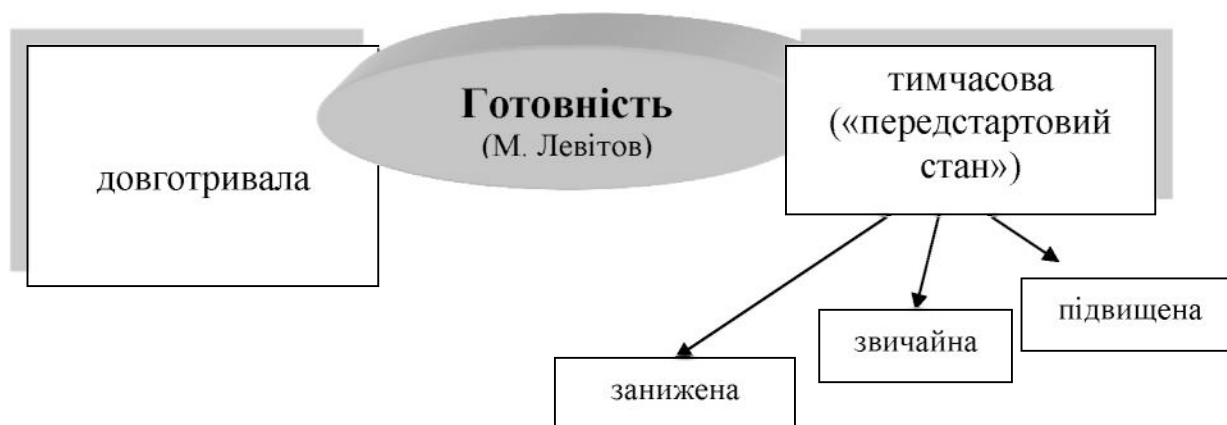 Готовність
(М. Левітов)
довготривала
тимчасова
(«передстартовий
стан»)
занижена
звичайна
підвищена